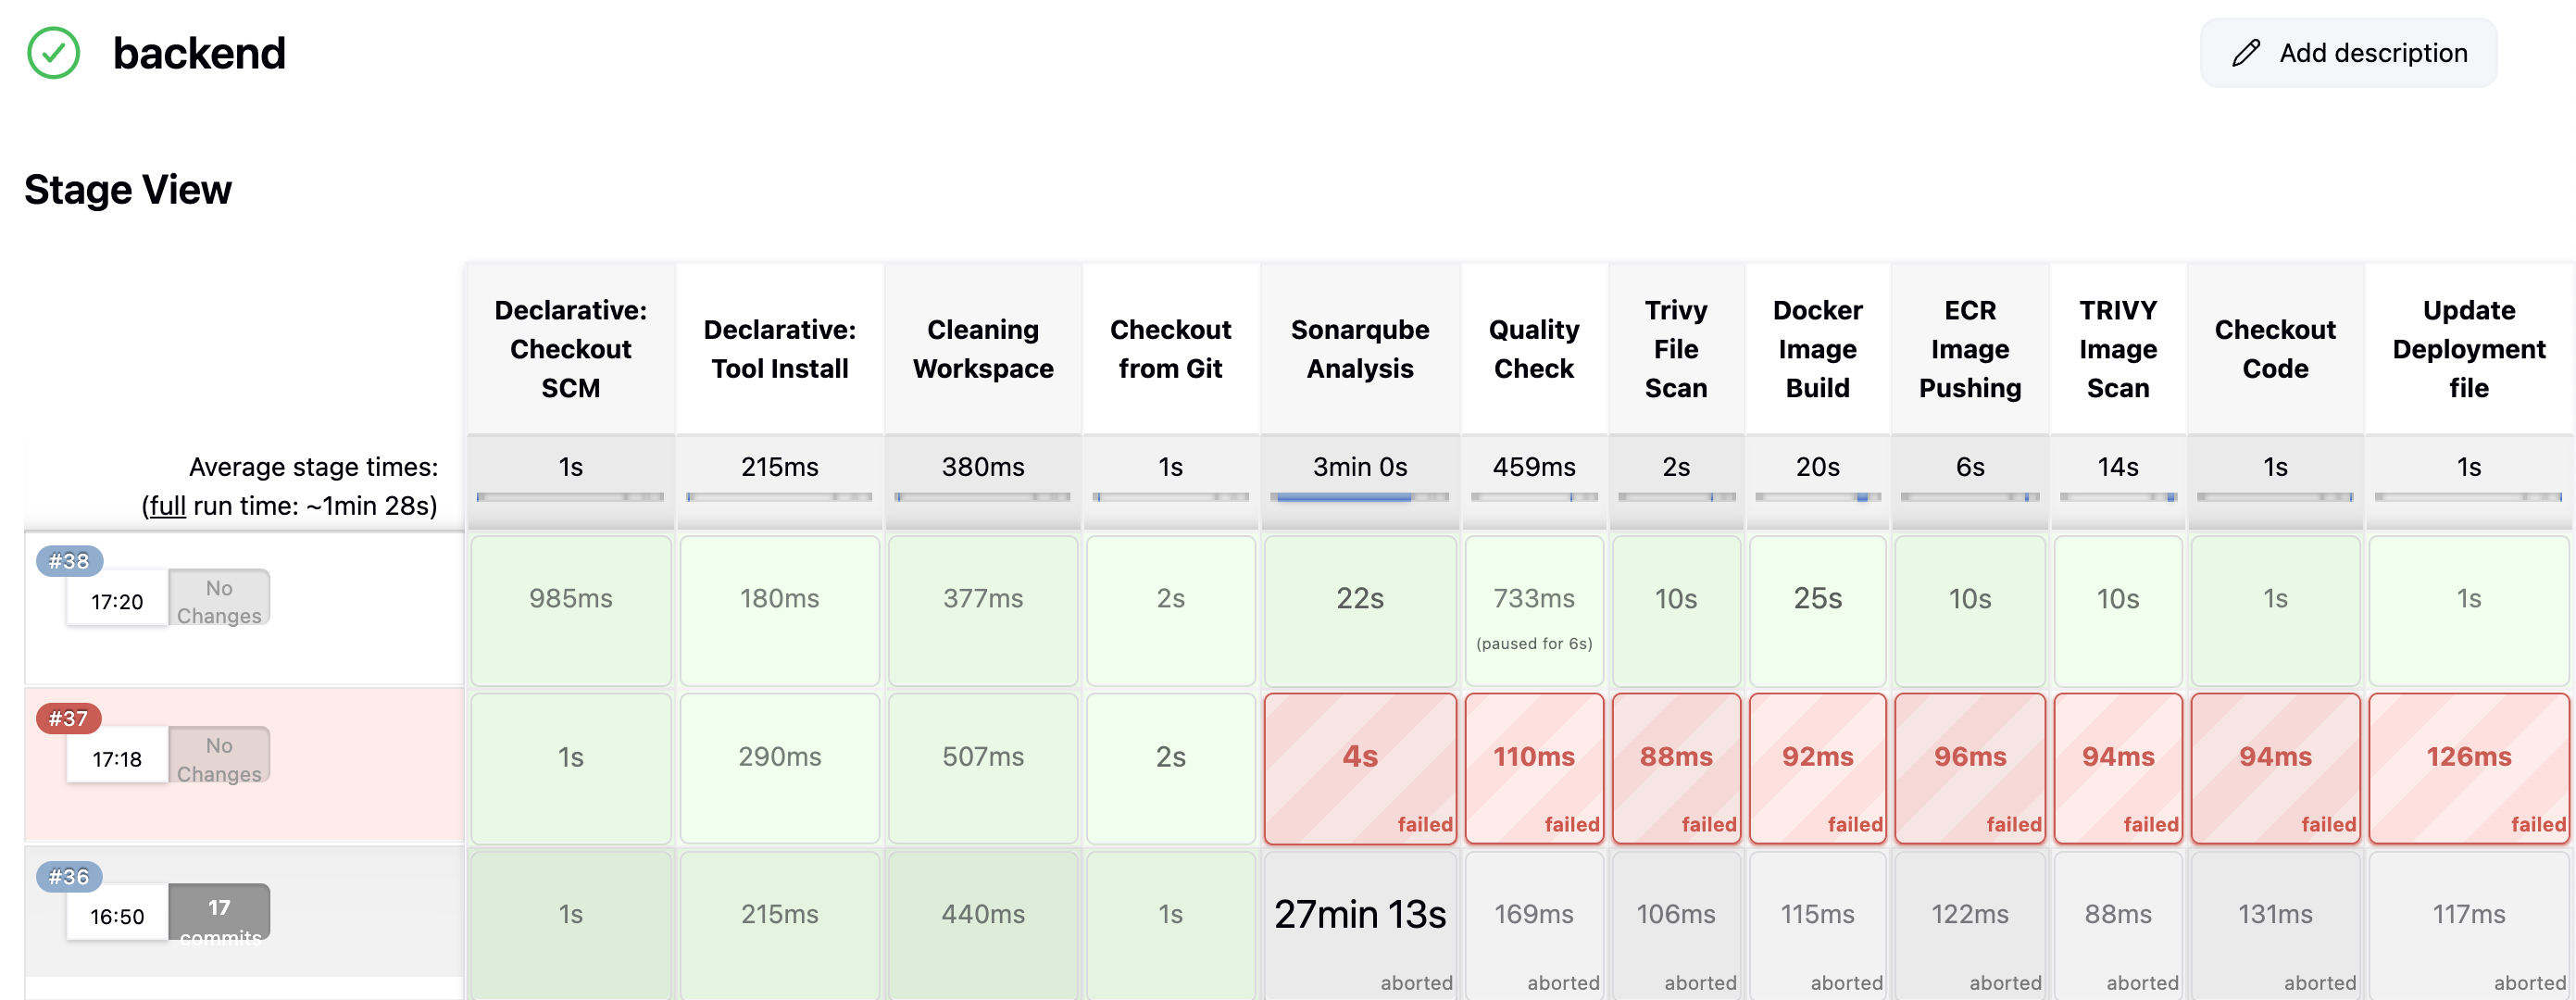 backend
Add description
Stage View
Declarative: Checkout SCM
Declarative: Tool Install
Cleaning Workspace
Checkout from Git
Sonarqube Analysis
Quality Check
Trivy File Scan
Docker Image Build
ECR Image Pushing
TRIVY Image Scan
Checkout Code
Update Deployment file
Average stage times:
(full run time: ~1min 28s)
1s 215ms 380ms 1s 3min 0s 459ms 2s 20s 6s 14s 1s 1s
#38
17:20
No Changes
985ms 180ms 377ms 2s 22s 733ms 10s 25s 10s 10s 1s 1s
(paused for 6s)
#37
17:18
No Changes
1s 290ms 507ms 2s 4s 110ms 88ms 92ms 96ms 94ms 94ms 126ms
failed failed failed failed failed failed failed failed
#36
16:50
17 commits
1s 215ms 440ms 1s 27min 13s 169ms 106ms 115ms 122ms 88ms 131ms 117ms
aborted aborted aborted aborted aborted aborted aborted aborted